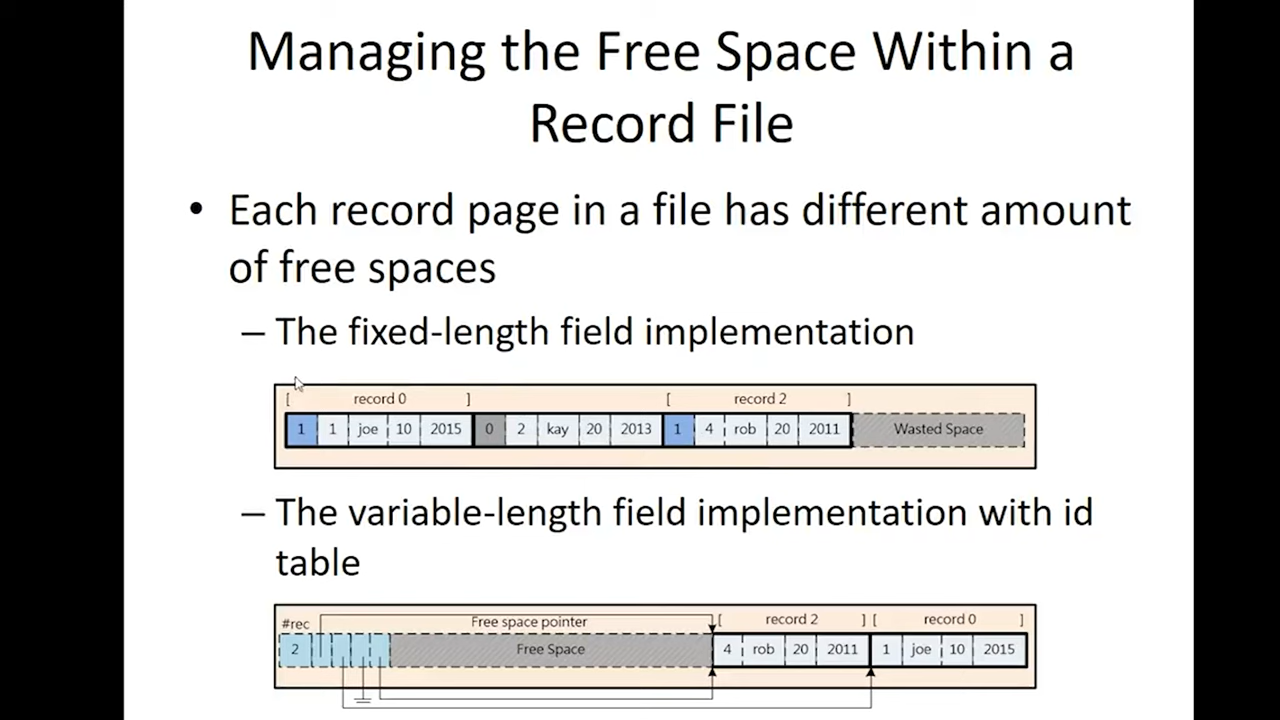 Managing the Free Space Within a
Record File
• Each record page in a file has different amount
of free spaces
– The fixed-length field implementation
[ record 0 ] [ record 2 ]
1 1 joe 10 2015 0 2 kay 20 2013 1 4 rob 20 2011 Wasted Space
– The variable-length field implementation with id
table
#rec Free space pointer [ record 2 ] [ record 0 ]
2 Free Space 4 rob 20 2011 1 joe 10 2015